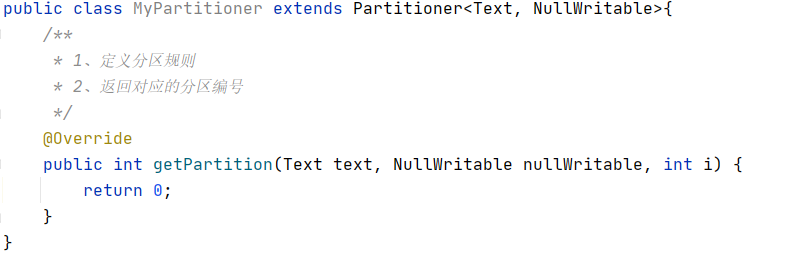 public class MyPartitioner extends Partitioner<Text, NullWritable>{
    /**
     * 1、定义分区规则
     * 2、返回对应的分区编号
     */
    @Override
    public int getPartition(Text text, NullWritable nullWritable, int i) {
        return 0;
    }
}